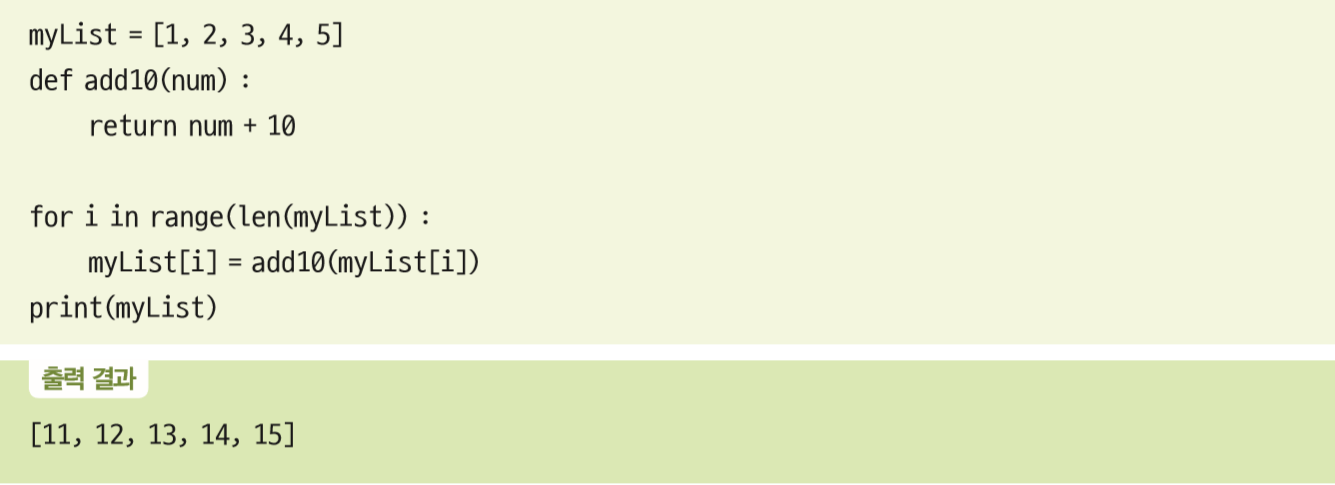 myList = [1, 2, 3, 4, 5]
def add10(num) :
    return num + 10

for i in range(len(myList)) :
    myList[i] = add10(myList[i])
print(myList)
출력 결과
[11, 12, 13, 14, 15]